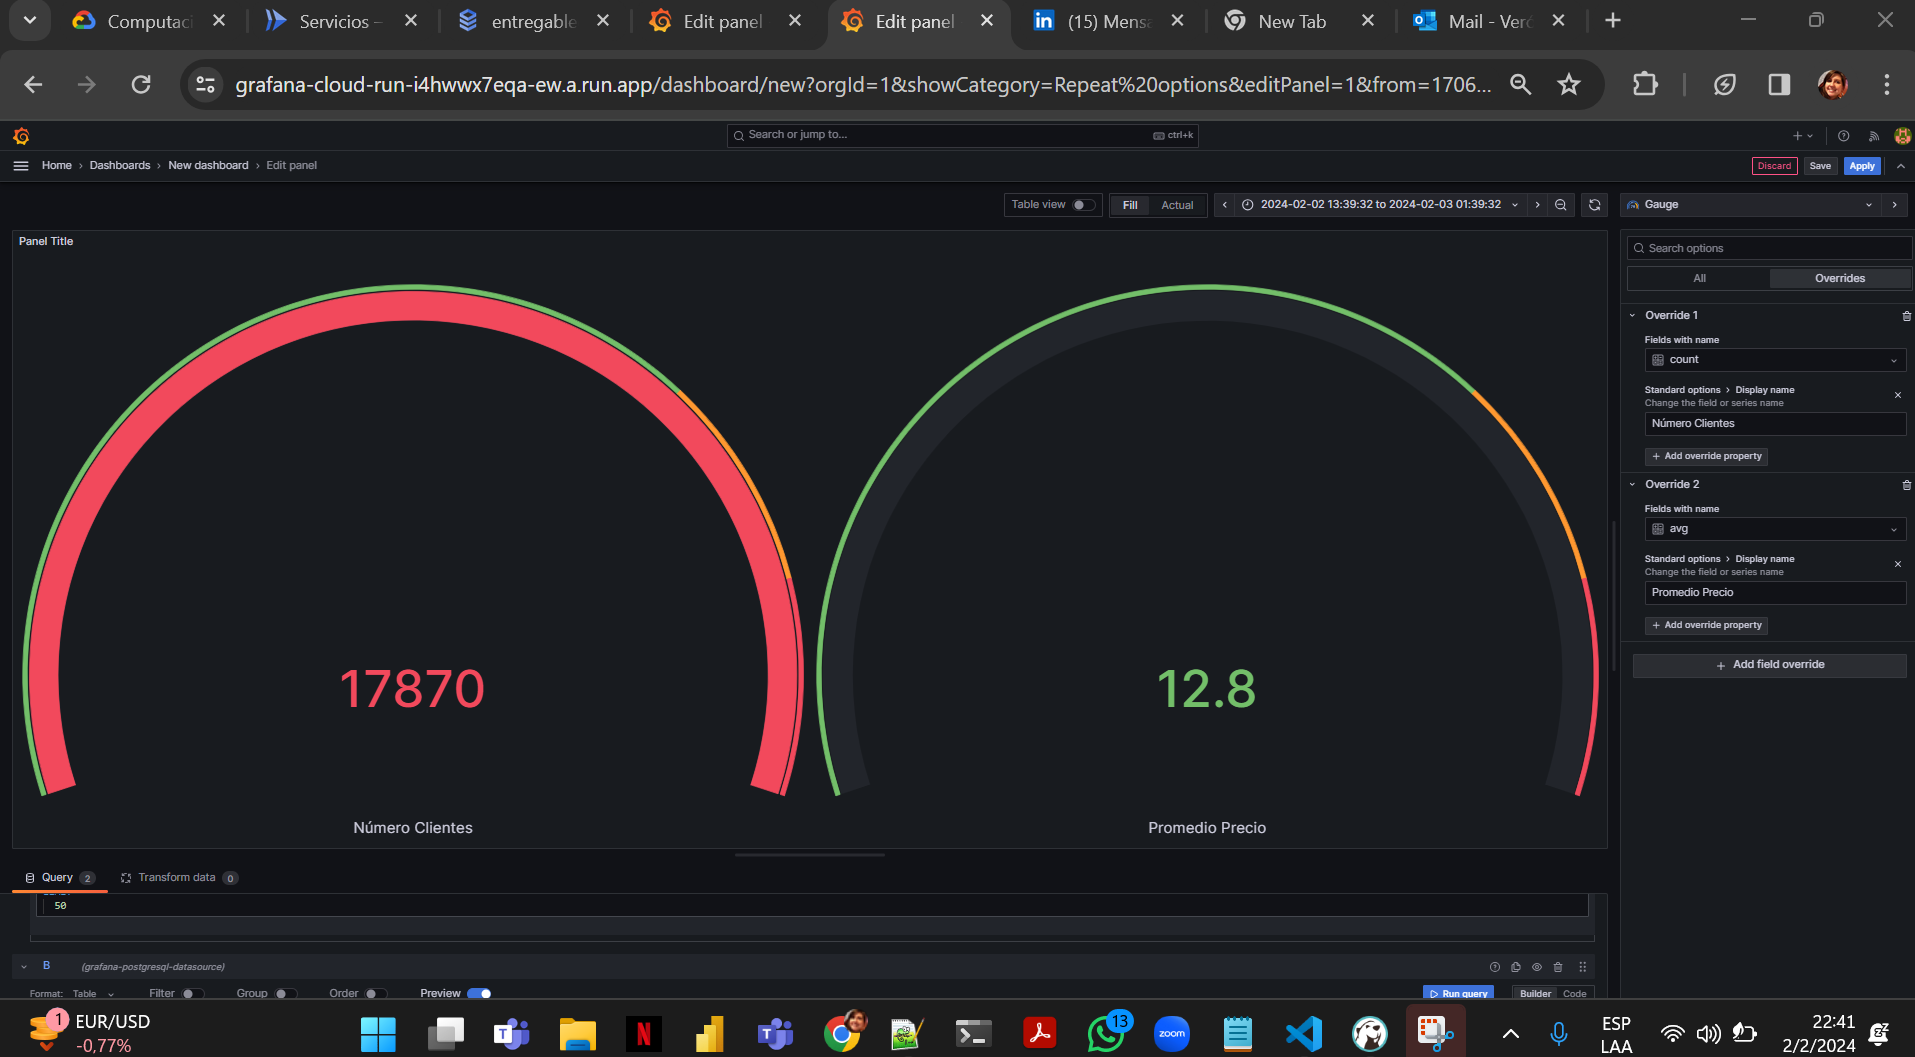 Computaci
Servicios –
entregable
Edit panel
Edit panel
in
(15) Mensa
New Tab
Mail - Veró
grafana-cloud-run-i4hwwx7eqa-ew.a.run.app/dashboard/new?orgId=1&showCategory=Repeat%20options&editPanel=1&from=1706...
Search or jump to...
ctrl+k
Home › Dashboards › New dashboard › Edit panel
Discard
Save
Apply
Table view
Fill
Actual
2024-02-02 13:39:32 to 2024-02-03 01:39:32
Gauge
Panel Title
Search options
All
Overrides
Override 1
Fields with name
count
Standard options › Display name
Change the field or series name
Número Clientes
+ Add override property
Override 2
Fields with name
avg
Standard options › Display name
Change the field or series name
Promedio Precio
+ Add override property
+ Add field override
17870
12.8
Número Clientes
Promedio Precio
Query 2
Transform data 0
50
B
(grafana-postgresql-datasource)
Format: Table
Filter
Group
Order
Preview
Run query
Builder
Code
1
EUR/USD
-0,77%
N
13
zoom
ESP
LAA
22:41
2/2/2024